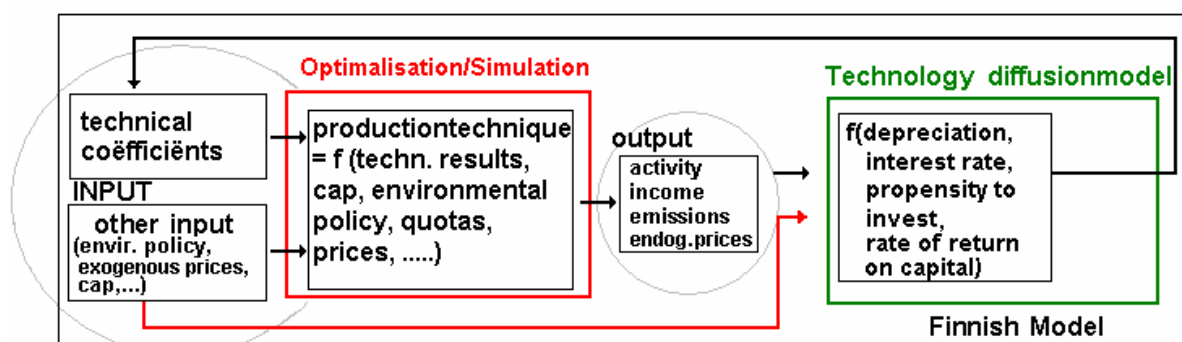 Optimalisation/Simulation
Technology diffusionmodel
technical
coëfficiënts
INPUT
other input
(envir. policy,
exogenous prices,
cap,...)
productiontechnique
= f (techn. results,
cap, environmental
policy, quotas,
prices, .....)
output
activity
income
emissions
endog.prices
f(depreciation,
interest rate,
propensity to
invest,
rate of return
on capital)
Finnish Model